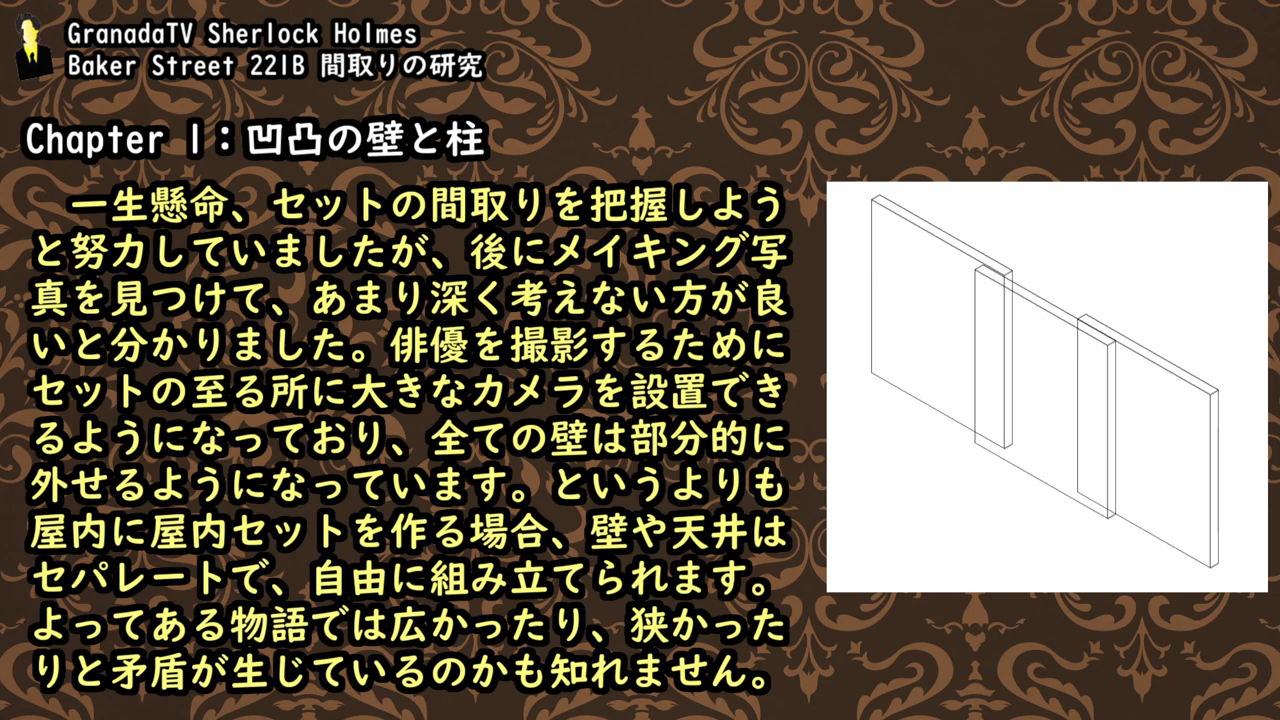 GranadaTV Sherlock Holmes
Baker Street 221B 間取りの研究
Chapter 1：凹凸の壁と柱
一生懸命、セットの間取りを把握しよう
と努力していましたが、後にメイキング写
真を見つけて、あまり深く考えない方が良
いと分かりました。俳優を撮影するために
セットの至る所に大きなカメラを設置でき
るようになっており、全ての壁は部分的に
外せるようになっています。というよりも
屋内に屋内セットを作る場合、壁や天井は
セパレートで、自由に組み立てられます。
よってある物語では広かったり、狭かった
りと矛盾が生じているのかも知れません。